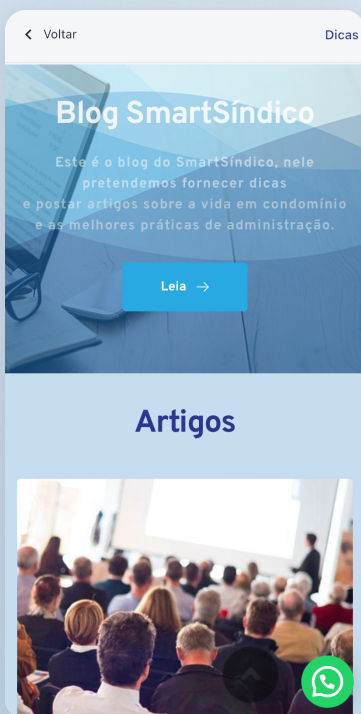 Voltar
Dicas
Blog SmartSíndico
Este é o blog do SmartSíndico, nele
pretendemos fornecer dicas
e postar artigos sobre a vida em condomínio
e as melhores práticas de administração.
Leia
Artigos